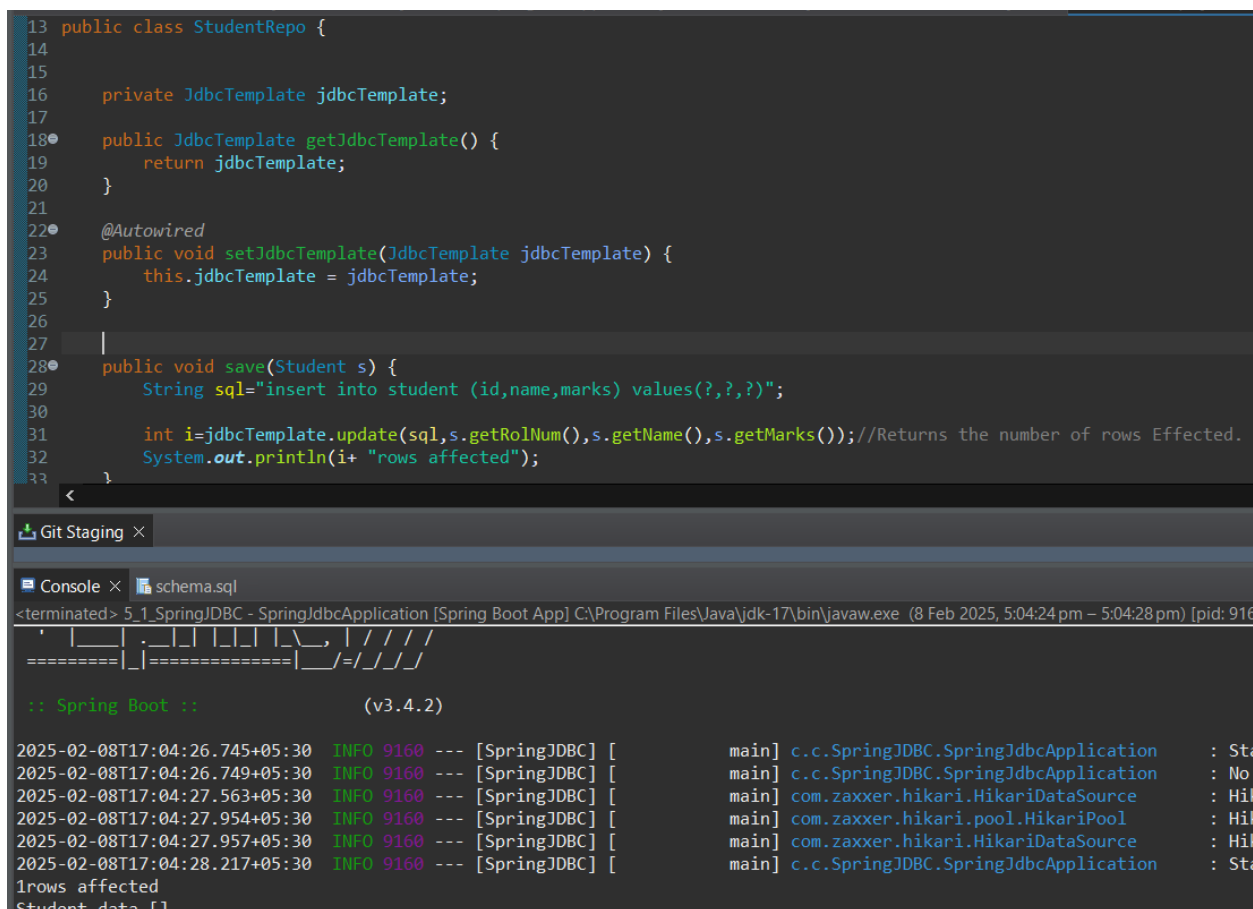 13 public class StudentRepo {
14
15
16 private JdbcTemplate jdbcTemplate;
17
18 public JdbcTemplate getJdbcTemplate() {
19 return jdbcTemplate;
20 }
21
22 @Autowired
23 public void setJdbcTemplate(JdbcTemplate jdbcTemplate) {
24 this.jdbcTemplate = jdbcTemplate;
25 }
26
27
28 public void save(Student s) {
29 String sql="insert into student (id,name,marks) values(?,?,?)";
30
31 int i=jdbcTemplate.update(sql,s.getRolNum(),s.getName(),s.getMarks());//Returns the number of rows Effected.
32 System.out.println(i+ "rows affected");
33 }
Git Staging
Console schema.sql
<terminated> 5_1_SpringJDBC - SpringJdbcApplication [Spring Boot App] C:\Program Files\Java\jdk-17\bin\javaw.exe (8 Feb 2025, 5:04:24 pm – 5:04:28 pm) [pid: 916
' |____| .__|_| |_|_| |_\__, | / / / /
=========|_|==============|___/=/_/_/_/
:: Spring Boot :: (v3.4.2)
2025-02-08T17:04:26.745+05:30 INFO 9160 --- [SpringJDBC] [ main] c.c.SpringJDBC.SpringJdbcApplication : Sta
2025-02-08T17:04:26.749+05:30 INFO 9160 --- [SpringJDBC] [ main] c.c.SpringJDBC.SpringJdbcApplication : No
2025-02-08T17:04:27.563+05:30 INFO 9160 --- [SpringJDBC] [ main] com.zaxxer.hikari.HikariDataSource : Hik
2025-02-08T17:04:27.954+05:30 INFO 9160 --- [SpringJDBC] [ main] com.zaxxer.hikari.pool.HikariPool : Hik
2025-02-08T17:04:27.957+05:30 INFO 9160 --- [SpringJDBC] [ main] com.zaxxer.hikari.HikariDataSource : Hik
2025-02-08T17:04:28.217+05:30 INFO 9160 --- [SpringJDBC] [ main] c.c.SpringJDBC.SpringJdbcApplication : Sta
1rows affected
Student data []